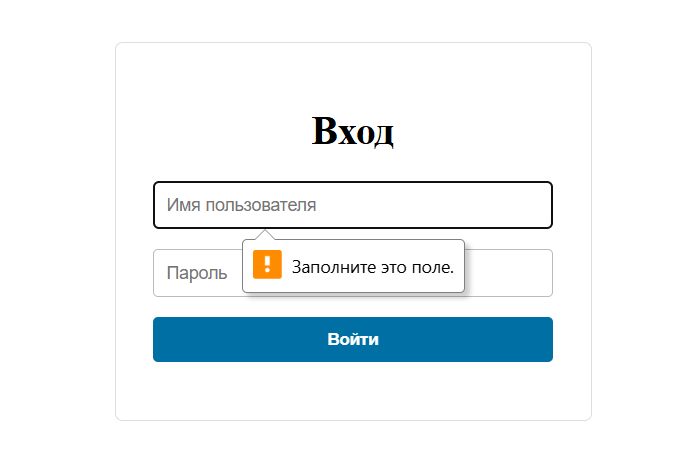 Вход
Имя пользователя
Заполните это поле.
Пароль
Войти